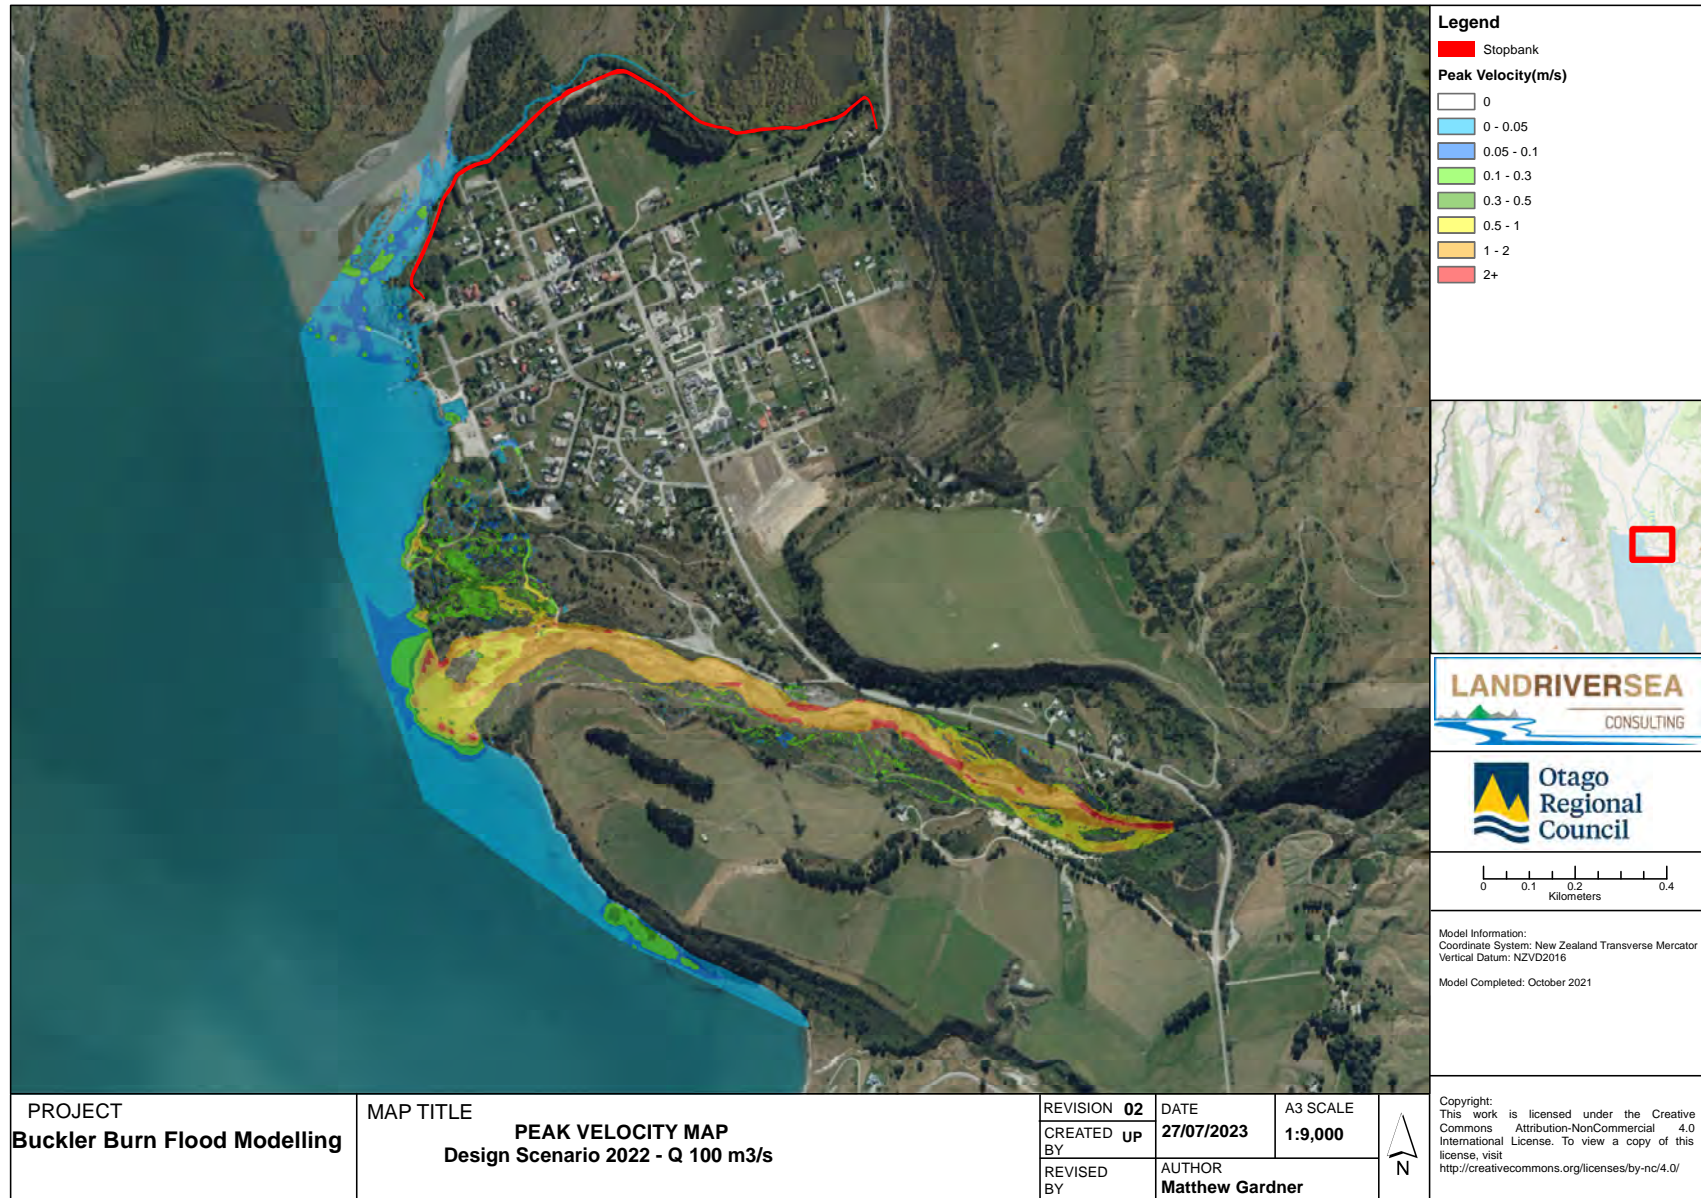 Legend
Stopbank
Peak Velocity(m/s)
0
0 - 0.05
0.05 - 0.1
0.1 - 0.3
0.3 - 0.5
0.5 - 1
1 - 2
2+
LANDRIVERSEA
CONSULTING
Otago
Regional
Council
0 0.1 0.2 0.4
Kilometers
Model Information:
Coordinate System: New Zealand Transverse Mercator
Vertical Datum: NZVD2016
Model Completed: October 2021
Copyright:
This work is licensed under the Creative
Commons Attribution-NonCommercial 4.0
International License. To view a copy of this
license, visit
http://creativecommons.org/licenses/by-nc/4.0/
PROJECT
Buckler Burn Flood Modelling
MAP TITLE
PEAK VELOCITY MAP
Design Scenario 2022 - Q 100 m3/s
REVISION 02
CREATED BY UP
REVISED
BY
DATE
27/07/2023
A3 SCALE
1:9,000
AUTHOR
Matthew Gardner
N